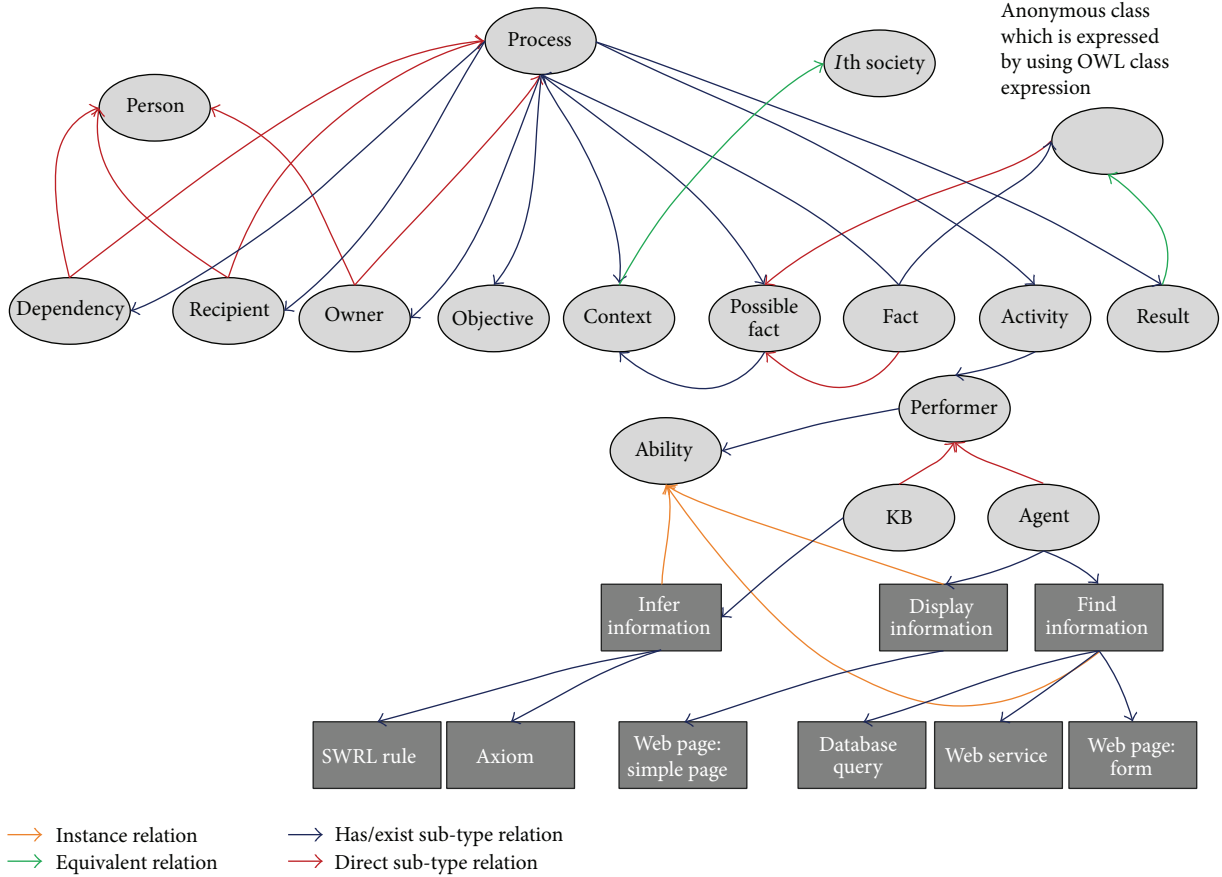 Process
Anonymous class
which is expressed
by using OWL class
expression
Ith society
Person
Dependency
Recipient
Owner
Objective
Context
Possible
fact
Fact
Activity
Result
Performer
Ability
KB
Agent
Infer
information
Display
information
Find
information
SWRL rule
Axiom
Web page:
simple page
Database
query
Web service
Web page:
form
Instance relation
Equivalent relation
Has/exist sub-type relation
Direct sub-type relation